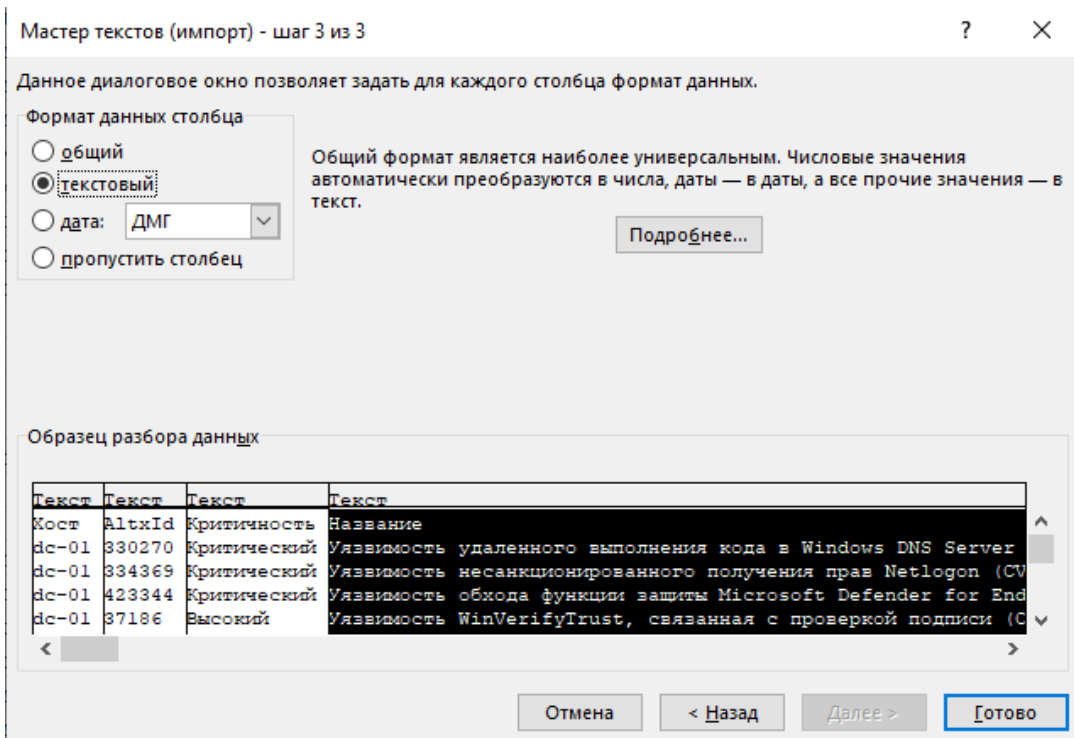 Мастер текстов (импорт) - шаг 3 из 3
Данное диалоговое окно позволяет задать для каждого столбца формат данных.
Формат данных столбца
общий
текстовый
дата: ДМГ
пропустить столбец
Общий формат является наиболее универсальным. Числовые значения
автоматически преобразуются в числа, даты — в даты, а все прочие значения — в
текст.
Подробнее...
Образец разбора данных
Текст Текст Текст Текст
Хост AltxId Критичность Название
dc-01 330270 Критический Уязвимость удаленного выполнения кода в Windows DNS Server
dc-01 334369 Критический Уязвимость несанкционированного получения прав Netlogon (CV
dc-01 423344 Критический Уязвимость обхода функции защиты Microsoft Defender for End
dc-01 37186 Высокий Уязвимость WinVerifyTrust, связанная с проверкой подписи (C
Отмена < Назад Далее > Готово